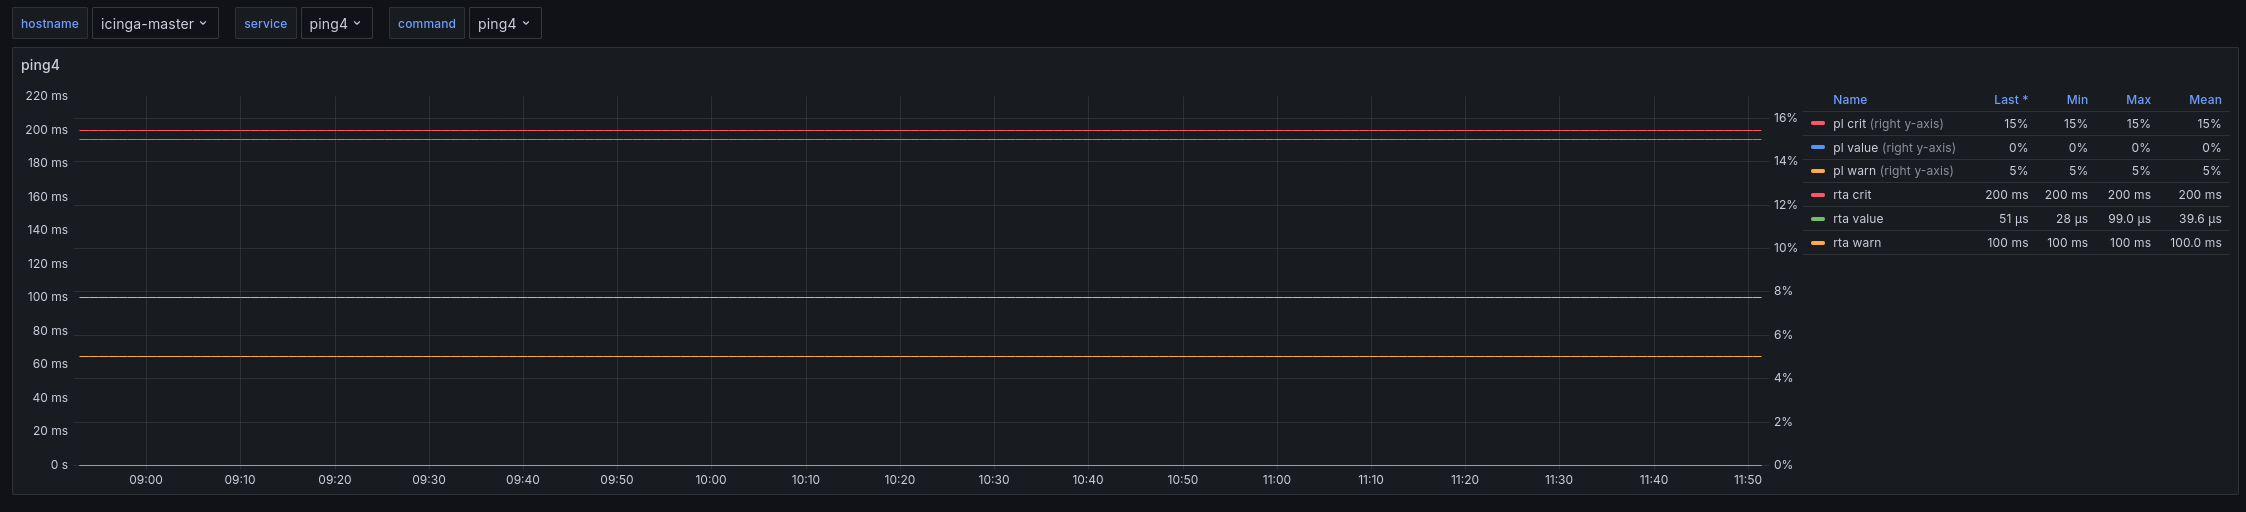 hostname icinga-master service ping4 command ping4
ping4
220 ms
200 ms
180 ms
160 ms
140 ms
120 ms
100 ms
80 ms
60 ms
40 ms
20 ms
0 s
16%
14%
12%
10%
8%
6%
4%
2%
0%
09:00 09:10 09:20 09:30 09:40 09:50 10:00 10:10 10:20 10:30 10:40 10:50 11:00 11:10 11:20 11:30 11:40 11:50
Name Last * Min Max Mean
pl crit (right y-axis) 15% 15% 15% 15%
pl value (right y-axis) 0% 0% 0% 0%
pl warn (right y-axis) 5% 5% 5% 5%
rta crit 200 ms 200 ms 200 ms 200 ms
rta value 51 µs 28 µs 99.0 µs 39.6 µs
rta warn 100 ms 100 ms 100 ms 100.0 ms